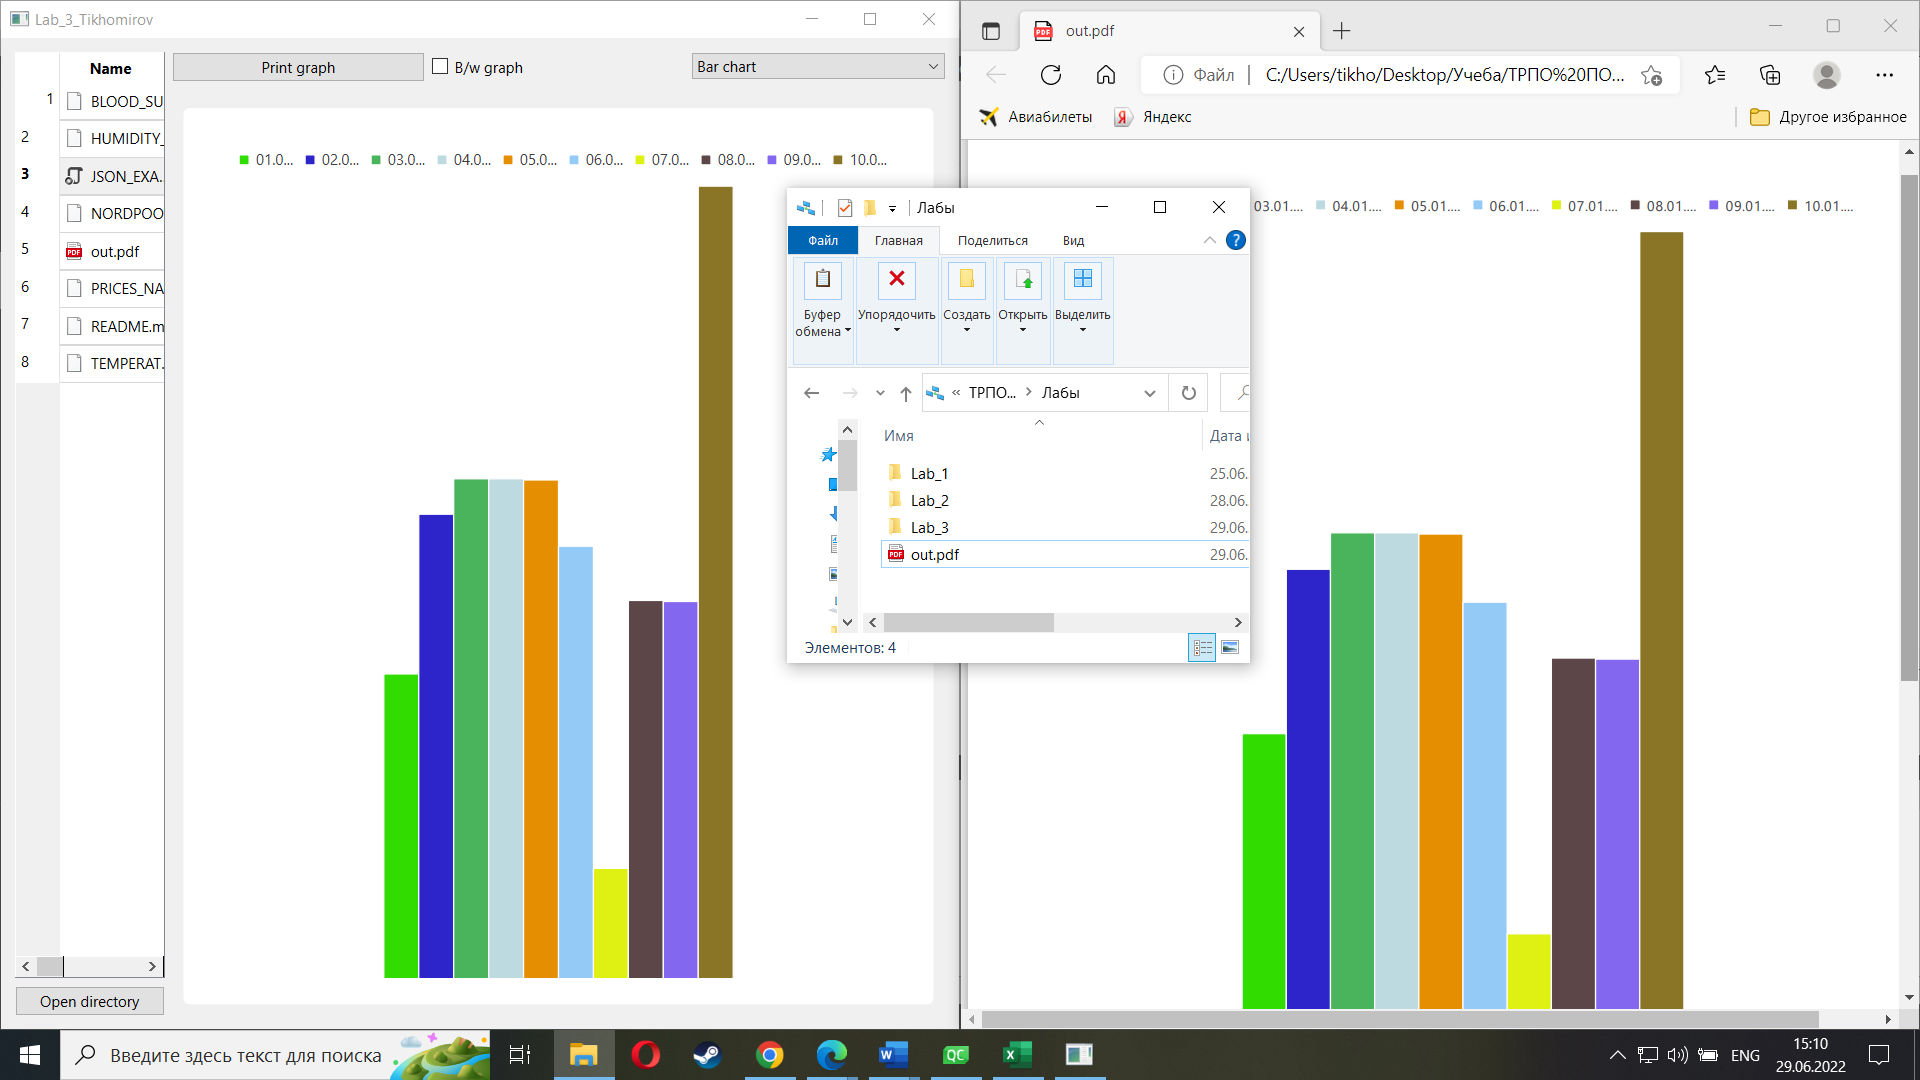 Lab_3_Tikhomirov
Name
1 BLOOD_SU
2 HUMIDITY_
3 JSON_EXA.
4 NORDPOO
5 out.pdf
6 PRICES_NA
7 README.m
8 TEMPERAT.
Open directory
Print graph
B/w graph
Bar chart
01.0... 02.0... 03.0... 04.0... 05.0... 06.0... 07.0... 08.0... 09.0... 10.0...
out.pdf
Файл
C:/Users/tikho/Desktop/Учеба/ТРПО%20ПО...
Авиабилеты
Яндекс
Другое избранное
03.01.... 04.01.... 05.01.... 06.01.... 07.01.... 08.01.... 09.01.... 10.01....
Лабы
Файл Главная Поделиться Вид
Буфер обмена
Упорядочить
Создать
Открыть
Выделить
« ТРПО... Лабы
Имя Дата и
Lab_1 25.06.
Lab_2 28.06.
Lab_3 29.06.
PDF out.pdf 29.06.
Элементов: 4
Введите здесь текст для поиска
ENG
15:10
29.06.2022